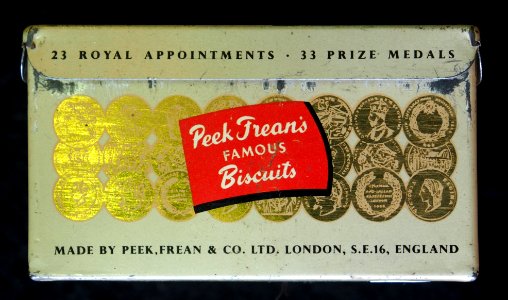 23 ROYAL APPOINTMENTS · 33 PRIZE MEDALS
Peek Frean's
FAMOUS
Biscuits
MADE BY PEEK, FREAN & CO. LTD. LONDON, S.E.16, ENGLAND